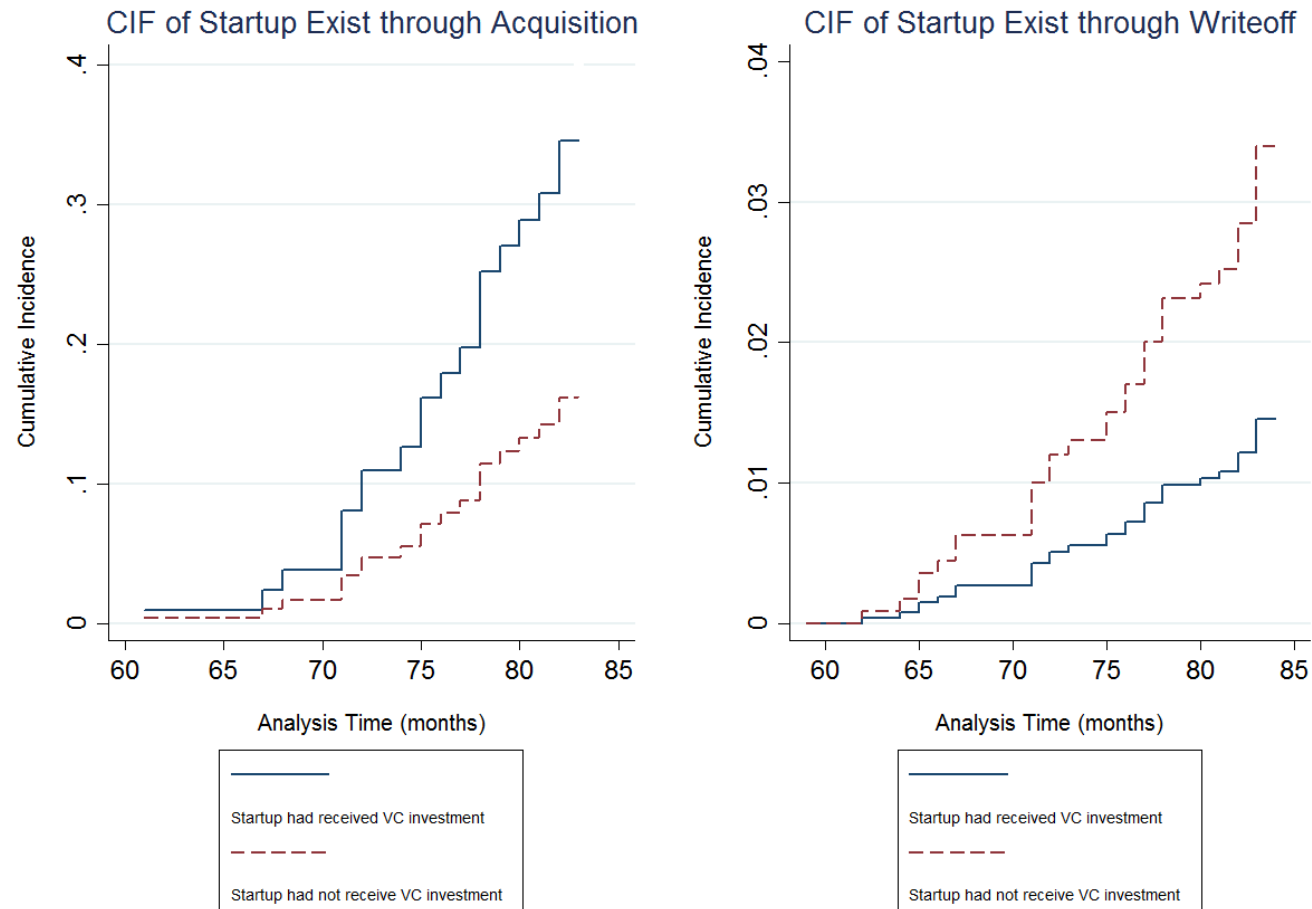 CIF of Startup Exist through Acquisition
.4
.3
.2
.1
0
Cumulative Incidence
60 65 70 75 80 85
Analysis Time (months)
Startup had received VC investment
Startup had not receive VC investment
CIF of Startup Exist through Writeoff
.04
.03
.02
.01
0
Cumulative Incidence
60 65 70 75 80 85
Analysis Time (months)
Startup had received VC investment
Startup had not receive VC investment